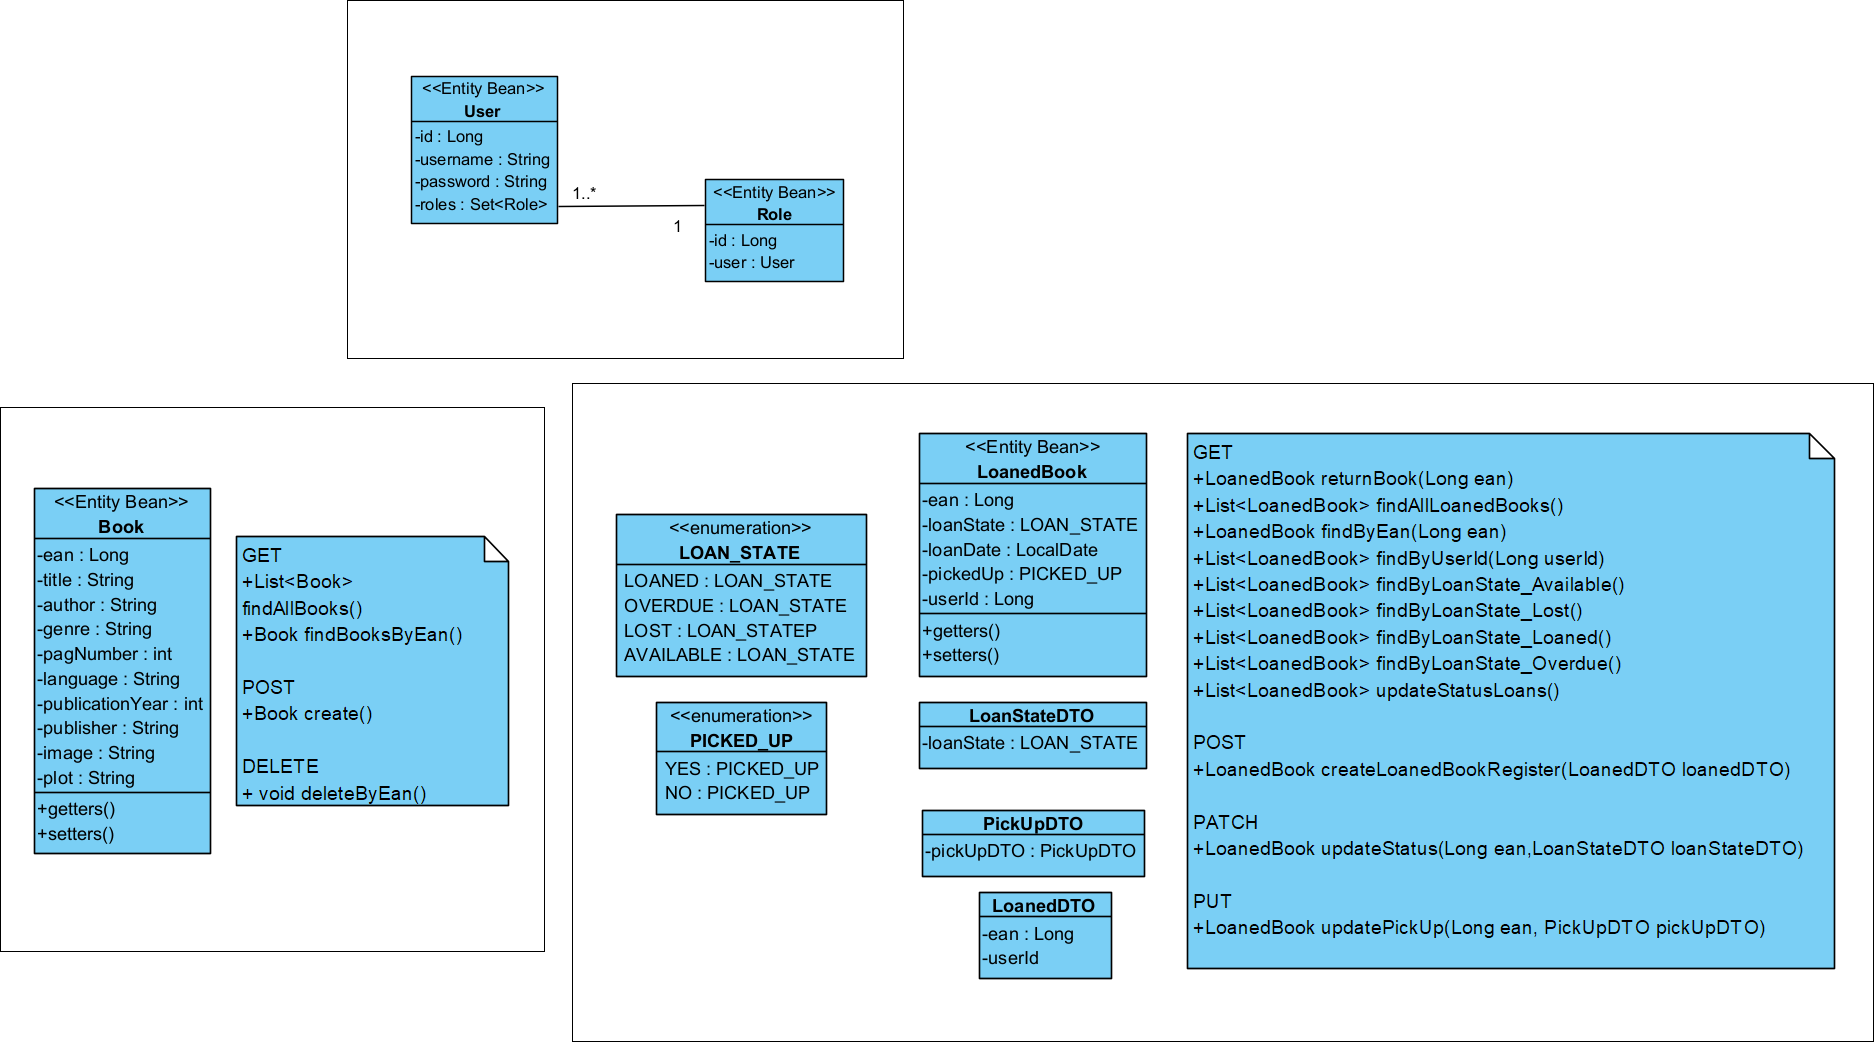 <<Entity Bean>>
User
-id : Long
-username : String
-password : String
-roles : Set<Role>
1..*
1
<<Entity Bean>>
Role
-id : Long
-user : User
<<Entity Bean>>
Book
-ean : Long
-title : String
-author : String
-genre : String
-pagNumber : int
-language : String
-publicationYear : int
-publisher : String
-image : String
-plot : String
+getters()
+setters()
GET
+List<Book>
findAllBooks()
+Book findBooksByEan()
POST
+Book create()
DELETE
+ void deleteByEan()
<<enumeration>>
LOAN_STATE
LOANED : LOAN_STATE
OVERDUE : LOAN_STATE
LOST : LOAN_STATEP
AVAILABLE : LOAN_STATE
<<enumeration>>
PICKED_UP
YES : PICKED_UP
NO : PICKED_UP
<<Entity Bean>>
LoanedBook
-ean : Long
-loanState : LOAN_STATE
-loanDate : LocalDate
-pickedUp : PICKED_UP
-userId : Long
+getters()
+setters()
LoanStateDTO
-loanState : LOAN_STATE
PickUpDTO
-pickUpDTO : PickUpDTO
LoanedDTO
-ean : Long
-userId
GET
+LoanedBook returnBook(Long ean)
+List<LoanedBook> findAllLoanedBooks()
+LoanedBook findByEan(Long ean)
+List<LoanedBook> findByUserId(Long userId)
+List<LoanedBook> findByLoanState_Available()
+List<LoanedBook> findByLoanState_Lost()
+List<LoanedBook> findByLoanState_Loaned()
+List<LoanedBook> findByLoanState_Overdue()
+List<LoanedBook> updateStatusLoans()
POST
+LoanedBook createLoanedBookRegister(LoanedDTO loanedDTO)
PATCH
+LoanedBook updateStatus(Long ean,LoanStateDTO loanStateDTO)
PUT
+LoanedBook updatePickUp(Long ean, PickUpDTO pickUpDTO)